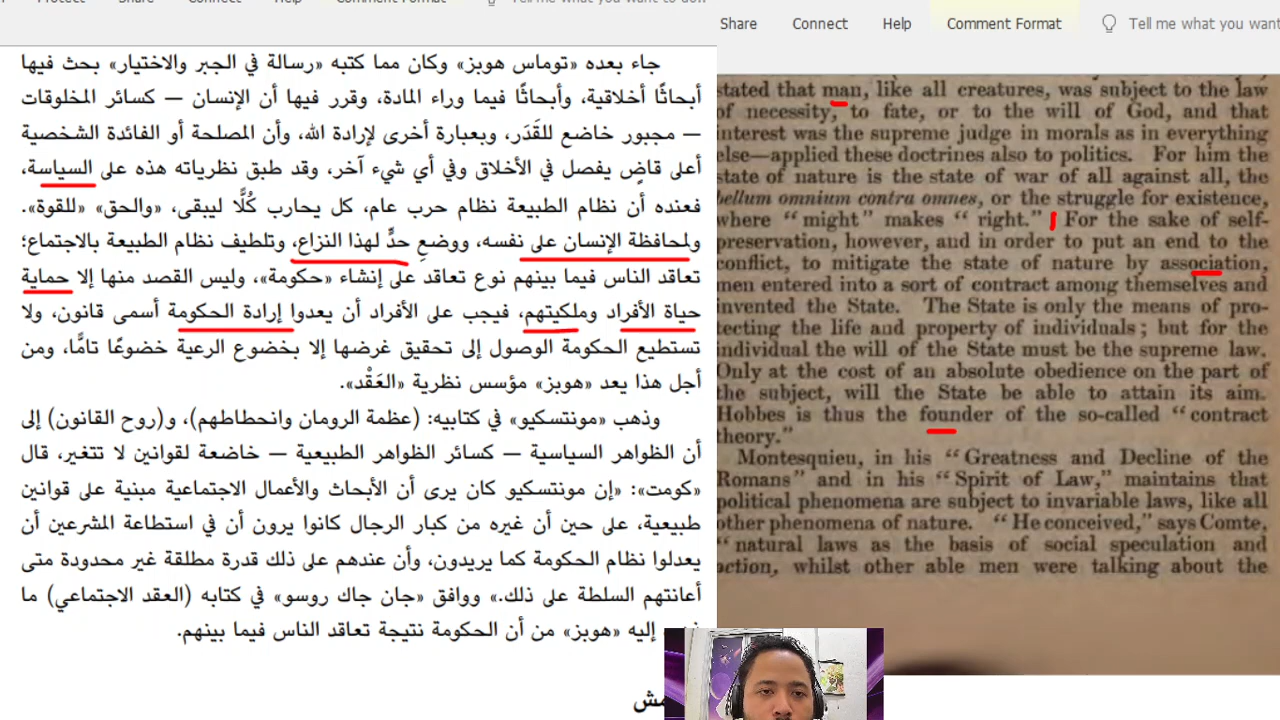 Protect
Share
Connect
Help
Comment Format
Tell me what you want to do..
جاء بعده «توماس هوبز» وكان مما كتبه «رسالة في الجبر والاختيار» بحث فيها
أبحاثًا أخلاقية، وأبحاثًا فيما وراء المادة، وقرر فيها أن الإنسان – كسائر المخلوقات
– مجبور خاضع للقَدَر، وبعبارة أخرى لإرادة الله، وأن المصلحة أو الفائدة الشخصية
أعلى قاضٍ يفصل في الأخلاق وفي أي شيء آخر، وقد طبق نظرياته هذه على السياسة،
فعنده أن نظام الطبيعة نظام حرب عام، كل يحارب كُلًّا ليبقى، «والحق» «للقوة».
ولمحافظة الإنسان على نفسه، ووضعِ حدٍّ لهذا النزاع، وتلطيف نظام الطبيعة بالاجتماع؛
تعاقد الناس فيما بينهم نوع تعاقد على إنشاء «حكومة»، وليس القصد منها إلا حماية
حياة الأفراد وملكيتهم، فيجب على الأفراد أن يعدوا إرادة الحكومة أسمى قانون، ولا
تستطيع الحكومة الوصول إلى تحقيق غرضها إلا بخضوع الرعية خضوعًا تامًّا، ومن
أجل هذا يعد «هوبز» مؤسس نظرية «العَقْد».
وذهب «مونتسكيو» في كتابيه: (عظمة الرومان وانحطاطهم)، و(روح القانون) إلى
أن الظواهر السياسية – كسائر الظواهر الطبيعية – خاضعة لقوانين لا تتغير، قال
«كومت»: «إن مونتسكيو كان يرى أن الأبحاث والأعمال الاجتماعية مبنية على قوانين
طبيعية، على حين أن غيره من كبار الرجال كانوا يرون أن في استطاعة المشرعين أن
يعدلوا نظام الحكومة كما يريدون، وأن عندهم على ذلك قدرة مطلقة غير محدودة متى
أعانتهم السلطة على ذلك.» ووافق «جان جاك روسو» في كتابه (العقد الاجتماعي) ما
إليه «هوبز» من أن الحكومة نتيجة تعاقد الناس فيما بينهم.
Share
Connect
Help
Comment Format
Tell me what you want
stated that man, like all creatures, was subject to the law
of necessity, to fate, or to the will of God, and that
interest was the supreme judge in morals as in everything
else—applied these doctrines also to politics. For him the
state of nature is the state of war of all against all, the
bellum omnium contra omnes, or the struggle for existence,
where “might” makes “right.” For the sake of self-
preservation, however, and in order to put an end to the
conflict, to mitigate the state of nature by association,
men entered into a sort of contract among themselves and
invented the State. The State is only the means of pro-
tecting the life and property of individuals; but for the
individual the will of the State must be the supreme law.
Only at the cost of an absolute obedience on the part of
the subject, will the State be able to attain its aim.
Hobbes is thus the founder of the so-called “contract
theory.”
Montesquieu, in his “Greatness and Decline of the
Romans” and in his “Spirit of Law,” maintains that
political phenomena are subject to invariable laws, like all
other phenomena of nature. “He conceived,” says Comte,
“natural laws as the basis of social speculation and
action, whilst other able men were talking about the